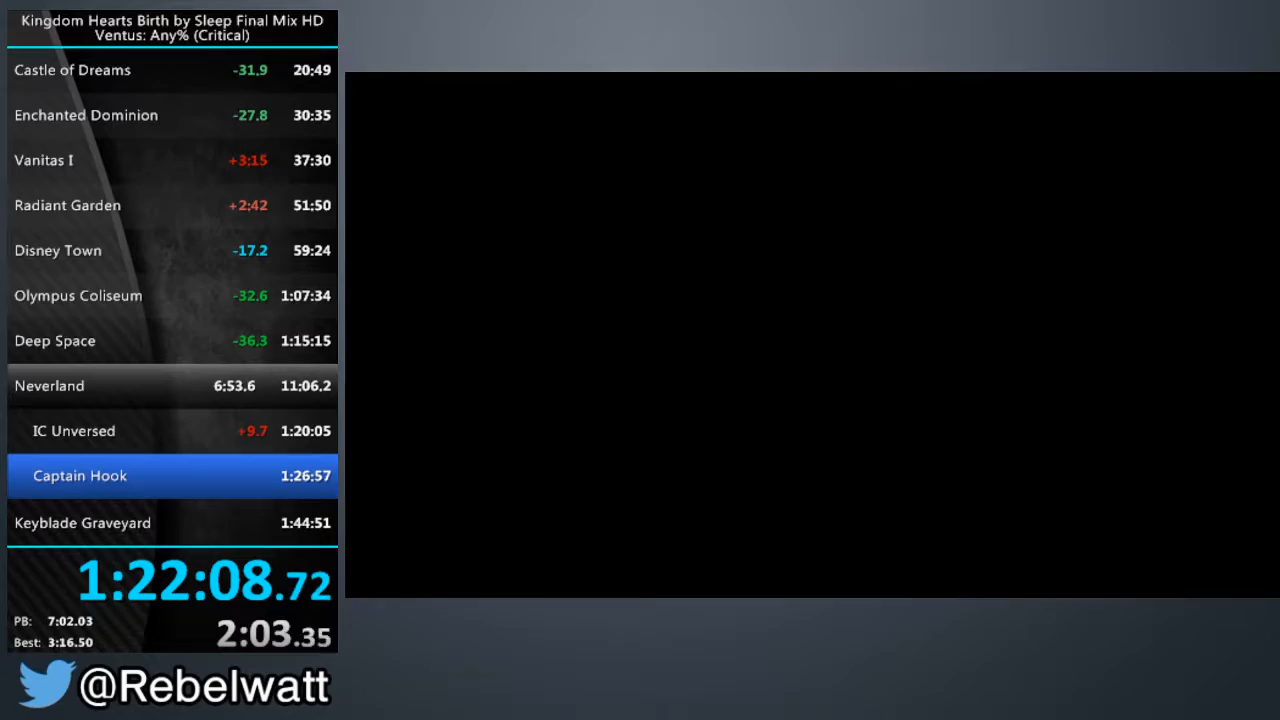 Kingdom Hearts Birth by Sleep Final Mix HD
Ventus: Any% (Critical)
Castle of Dreams -31.9 20:49
Enchanted Dominion -27.8 30:35
Vanitas I +3:15 37:30
Radiant Garden +2:42 51:50
Disney Town -17.2 59:24
Olympus Coliseum -32.6 1:07:34
Deep Space -36.3 1:15:15
Neverland 6:53.6 11:06.2
IC Unversed +9.7 1:20:05
Captain Hook 1:26:57
Keyblade Graveyard 1:44:51
1:22:08.72
PB: 7:02.03
Best: 3:16.50
2:03.35
@Rebelwatt